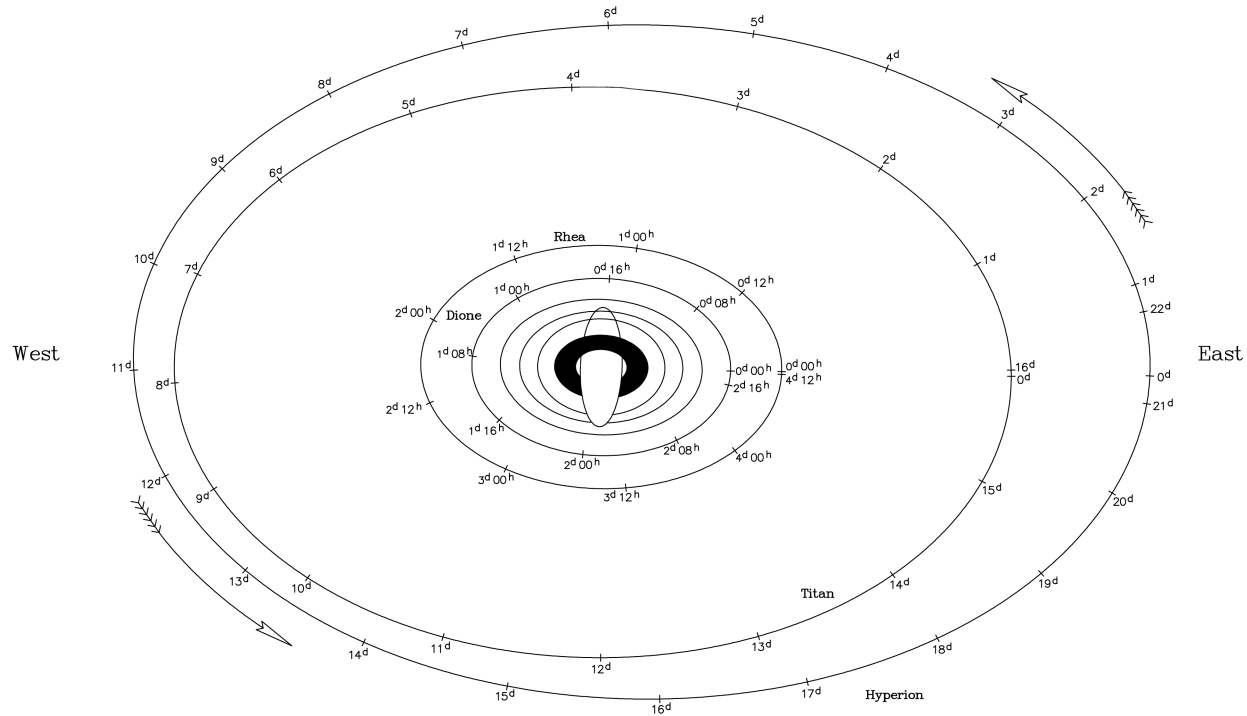 6d
5d
7d
4d
8d
4d
3d
5d
3d
9d
2d
6d
2d
Rhea
1d 00h
1d 12h
10d
1d
7d
0d 16h
0d 12h
1d
1d 00h
0d 08h
22d
2d 00h
Dione
West
East
1d 08h
11d
0d 00h
0d 00h
16d
0d
0d
8d
2d 16h
4d 12h
2d 12h
21d
1d 16h
2d 08h
4d 00h
2d 00h
12d
3d 00h
15d
9d
3d 12h
20d
13d
10d
14d
19d
Titan
11d
13d
18d
14d
12d
15d
17d
Hyperion
16d